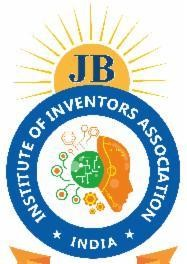 JB
INSTITUTE OF INVENTORS ASSOCIATION
INDIA